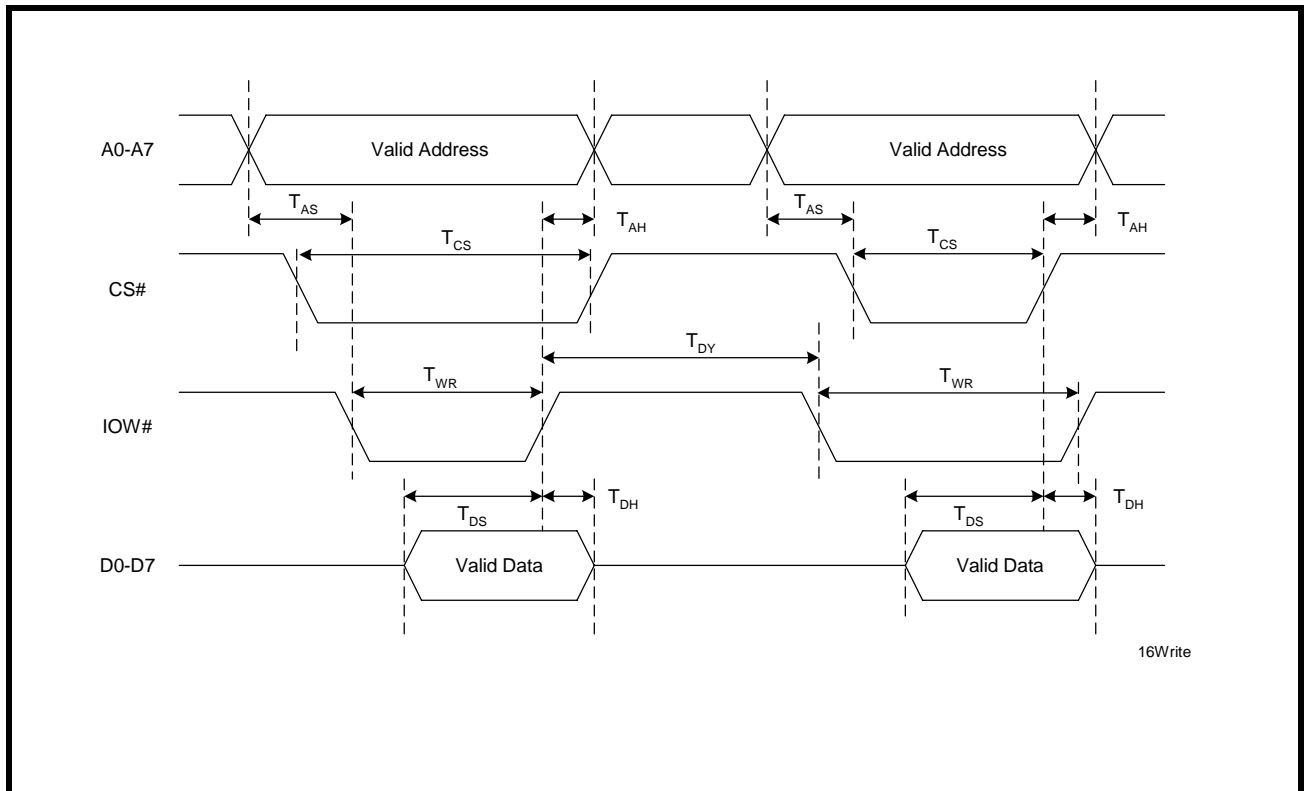 A0-A7
Valid Address
Valid Address
TAS
TAH
TAS
TAH
TCS
TCS
CS#
TDY
TWR
TWR
IOW#
TDS
TDH
TDS
TDH
D0-D7
Valid Data
Valid Data
16Write